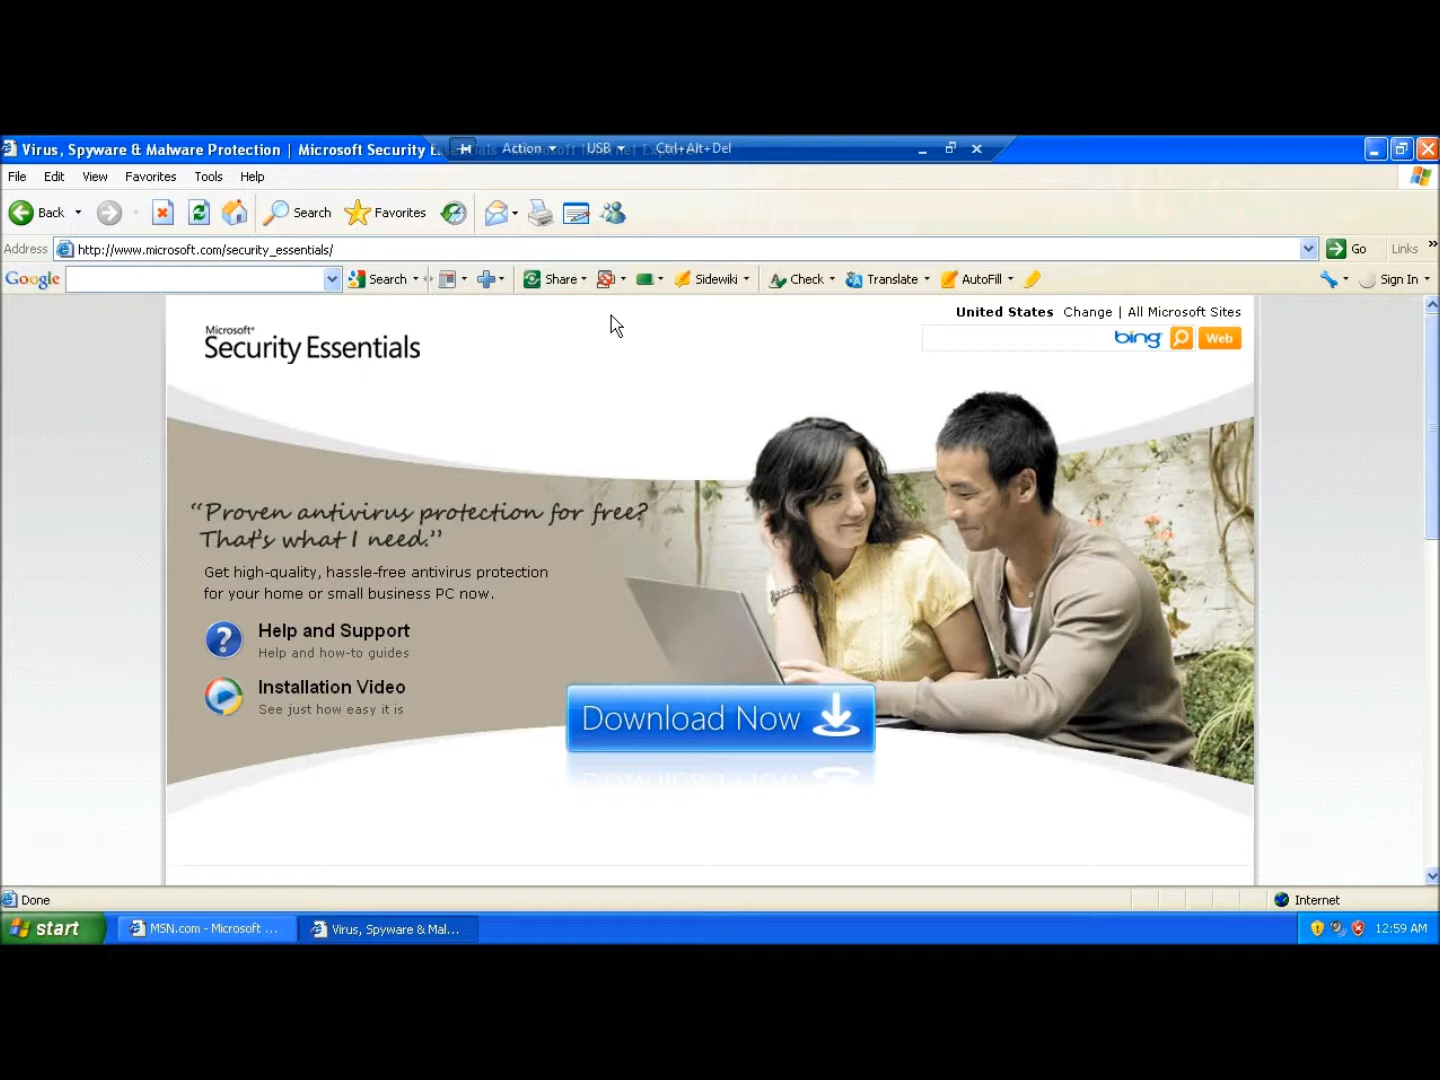 Virus, Spyware & Malware Protection | Microsoft Security E
Action USB Ctrl+Alt+Del
File Edit View Favorites Tools Help
Back Search Favorites
Address http://www.microsoft.com/security_essentials/ Go Links »
Google Search Share Sidewiki Check Translate AutoFill Sign In
United States Change | All Microsoft Sites
Microsoft®
Security Essentials
bing Web
“Proven antivirus protection for free?
That’s what I need.”
Get high-quality, hassle-free antivirus protection
for your home or small business PC now.
Help and Support
Help and how-to guides
Installation Video
See just how easy it is
Download Now
Done Internet
start MSN.com - Microsoft ... Virus, Spyware & Mal... 12:59 AM